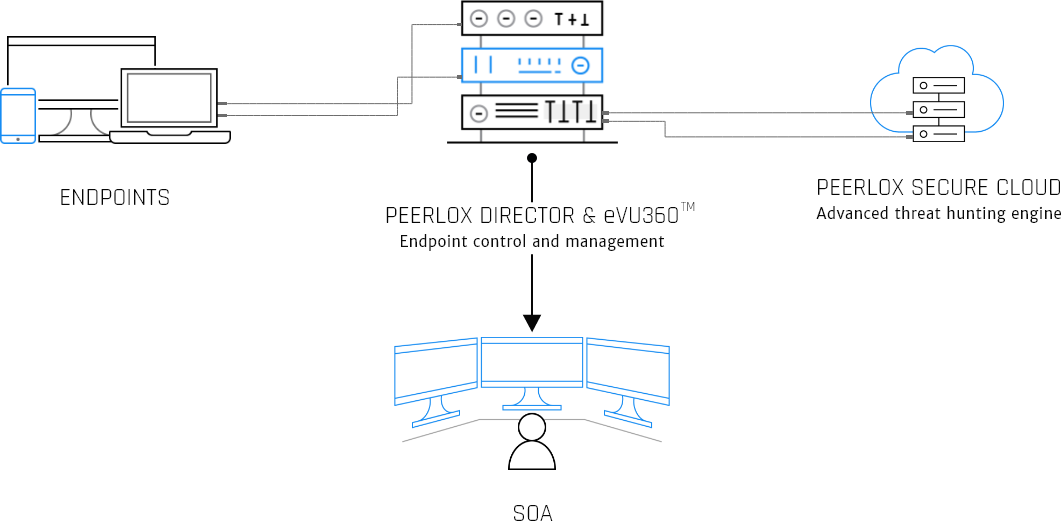 ENDPOINTS
PEERLOX DIRECTOR & eVU360™
Endpoint control and management
PEERLOX SECURE CLOUD
Advanced threat hunting engine
SOA